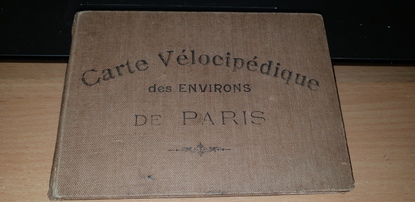 Carte Vélocipédique
des ENVIRONS
DE PARIS